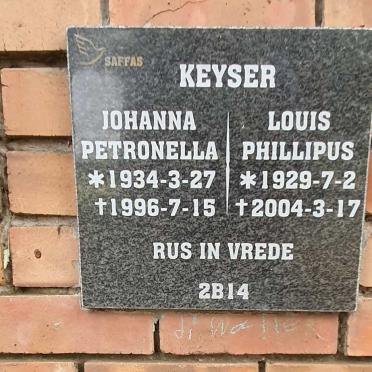 SAFFAS
KEYSER
JOHANNA LOUIS
PETRONELLA PHILLIPUS
*1934-3-27 *1929-7-2
†1996-7-15 †2004-3-17
RUS IN VREDE
2B14